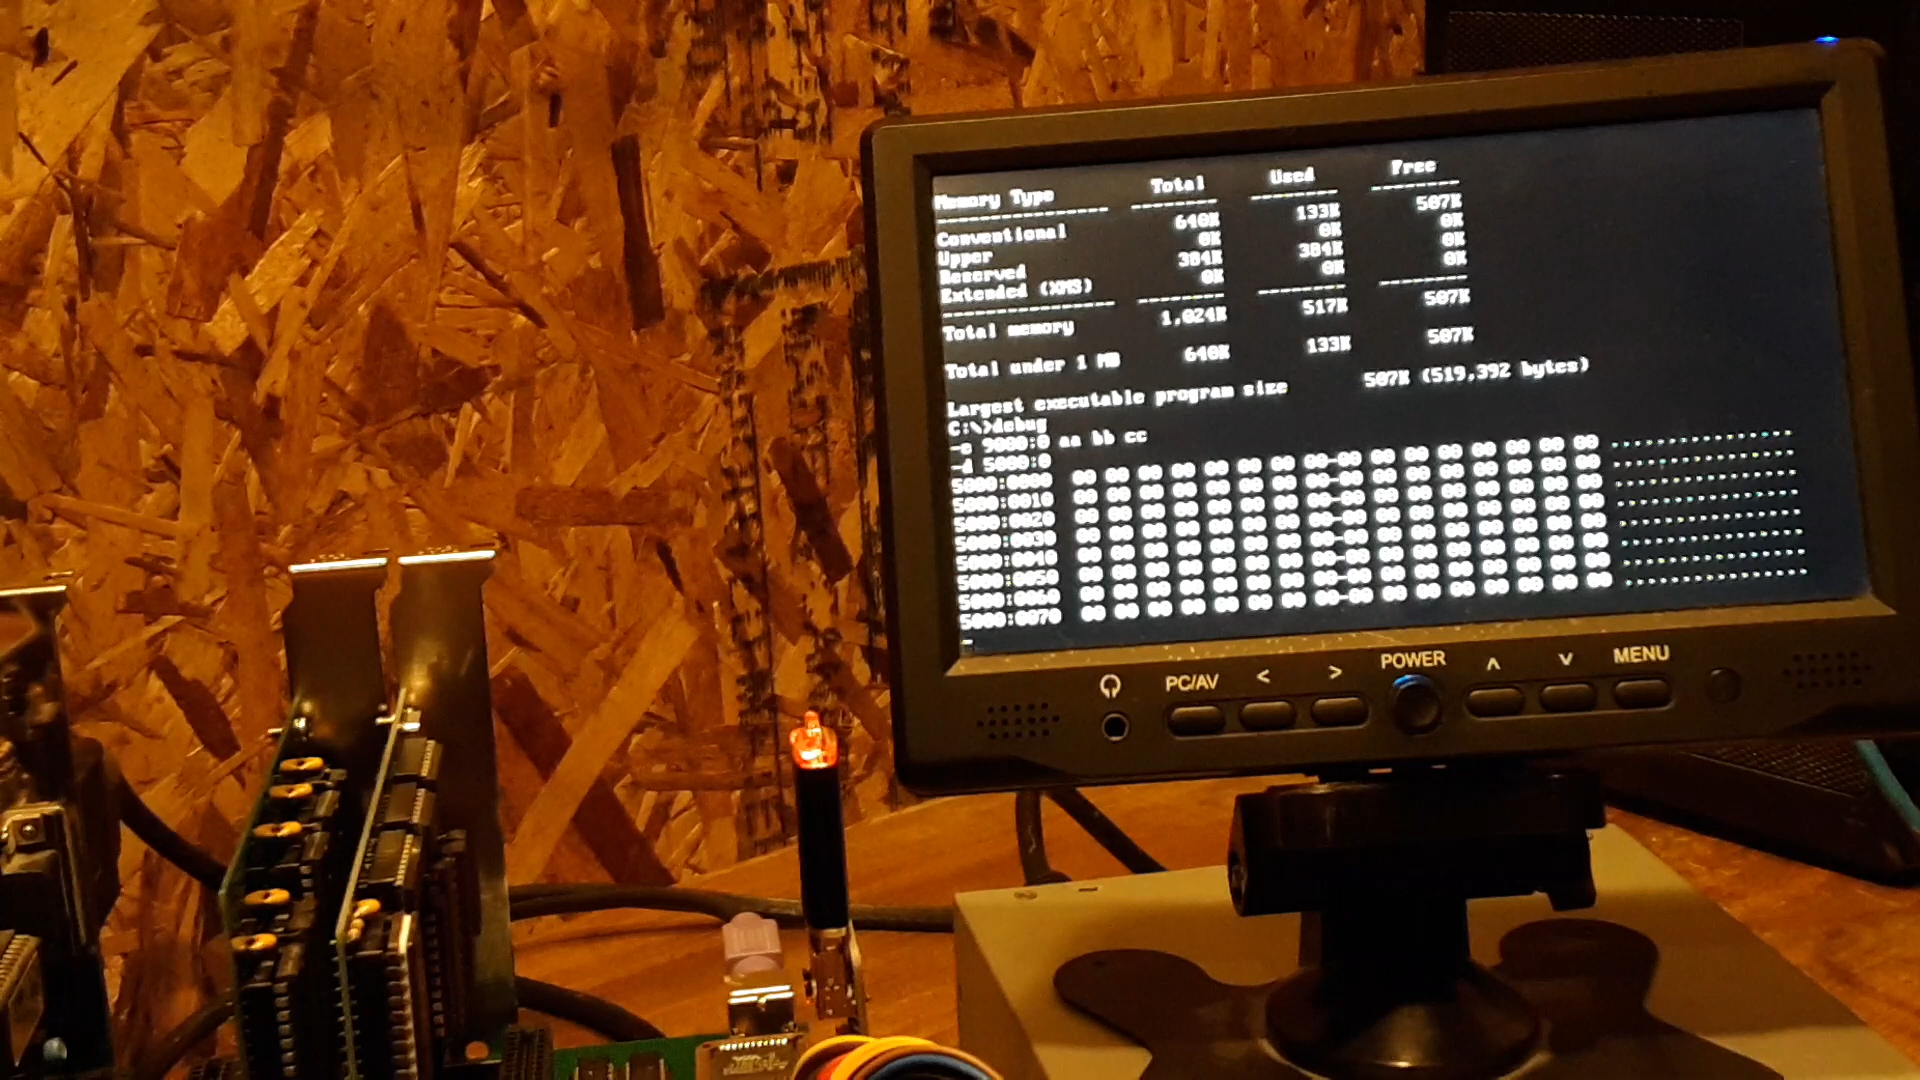 Memory Type Total Used Free
---------------- -------- -------- --------
Conventional 640K 133K 507K
Upper 0K 0K 0K
Reserved 384K 384K 0K
Extended (XMS) 0K 0K 0K
---------------- -------- -------- --------
Total memory 1,024K 517K 507K
Total under 1 MB 640K 133K 507K
Largest executable program size 507K (519,392 bytes)
C:\>debug
-e 9000:0 aa bb cc
-d 5000:0
5000:0000 00 00 00 00 00 00 00 00-00 00 00 00 00 00 00 00 ................
5000:0010 00 00 00 00 00 00 00 00-00 00 00 00 00 00 00 00 ................
5000:0020 00 00 00 00 00 00 00 00-00 00 00 00 00 00 00 00 ................
5000:0030 00 00 00 00 00 00 00 00-00 00 00 00 00 00 00 00 ................
5000:0040 00 00 00 00 00 00 00 00-00 00 00 00 00 00 00 00 ................
5000:0050 00 00 00 00 00 00 00 00-00 00 00 00 00 00 00 00 ................
5000:0060 00 00 00 00 00 00 00 00-00 00 00 00 00 00 00 00 ................
5000:0070 00 00 00 00 00 00 00 00-00 00 00 00 00 00 00 00 ................
-
PC/AV < > POWER ∧ ∨ MENU